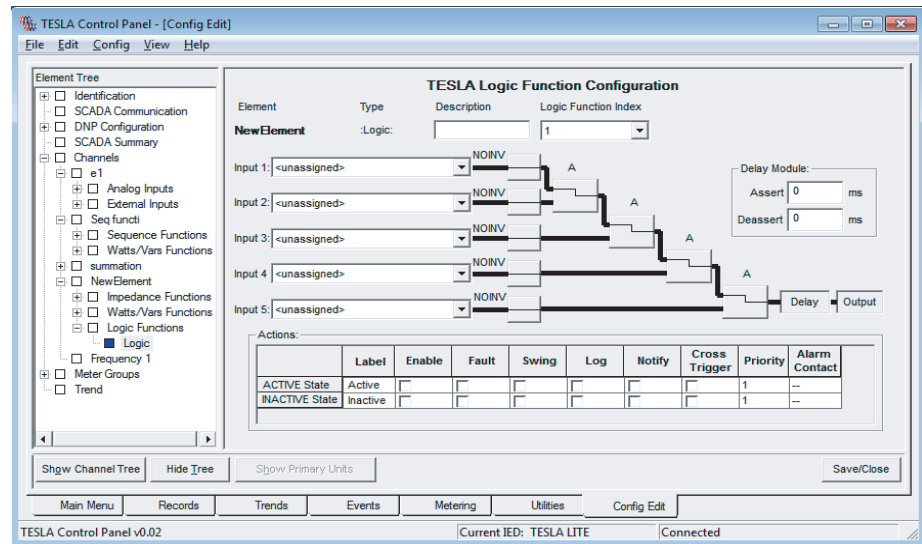 TESLA Control Panel - [Config Edit]
File Edit Config View Help
Element Tree
Identification
SCADA Communication
DNP Configuration
SCADA Summary
Channels
e1
Analog Inputs
External Inputs
Seq functi
Sequence Functions
Watts/Vars Functions
summation
NewElement
Impedance Functions
Watts/Vars Functions
Logic Functions
Logic
Frequency 1
Meter Groups
Trend
TESLA Logic Function Configuration
Element Type Description Logic Function Index
NewElement :Logic: 1
Input 1: <unassigned> NOINV A
Input 2: <unassigned> NOINV A
Input 3: <unassigned> NOINV A
Input 4 <unassigned> NOINV A
Input 5: <unassigned> NOINV
Delay Module:
Assert 0 ms
Deassert 0 ms
Delay Output
Actions:
Label Enable Fault Swing Log Notify Cross Trigger Priority Alarm Contact
ACTIVE State Active 1 --
INACTIVE State Inactive 1 --
Show Channel Tree Hide Tree Show Primary Units Save/Close
Main Menu Records Trends Events Metering Utilities Config Edit
TESLA Control Panel v0.02 Current IED: TESLA LITE Connected